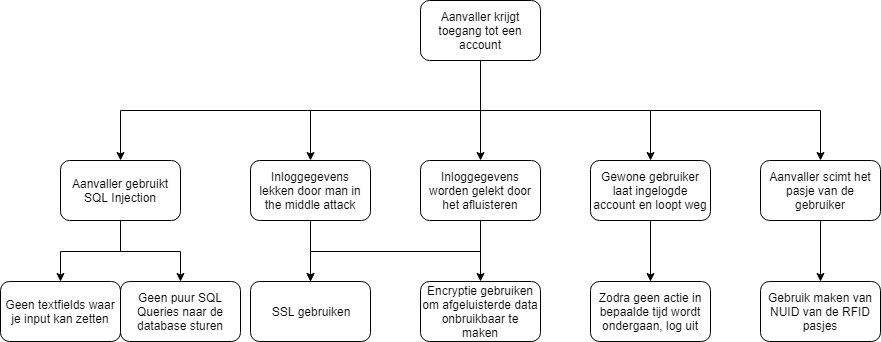 Aanvaller krijgt
toegang tot een
account
Aanvaller gebruikt
SQL Injection
Inloggegevens
lekken door man in
the middle attack
Inloggegevens
worden gelekt door
het afluisteren
Gewone gebruiker
laat ingelogde
account en loopt weg
Aanvaller scimt het
pasje van de
gebruiker
Geen textfields waar
je input kan zetten
Geen puur SQL
Queries naar de
database sturen
SSL gebruiken
Encryptie gebruiken
om afgeluisterde data
onbruikbaar te
maken
Zodra geen actie in
bepaalde tijd wordt
ondergaan, log uit
Gebruik maken van
NUID van de RFID
pasjes